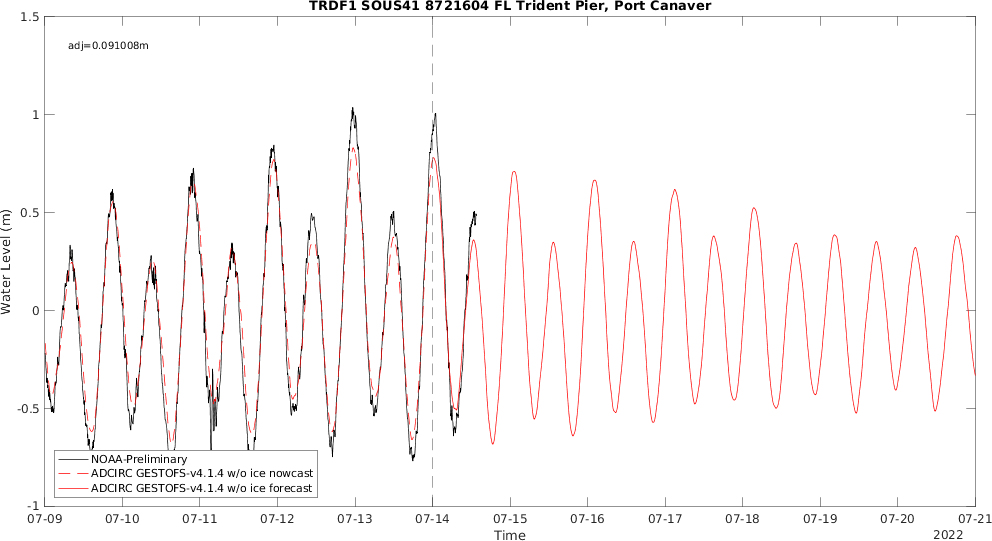 TRDF1 SOUS41 8721604 FL Trident Pier, Port Canaver
adj=0.091008m
1.5
1
0.5
0
-0.5
-1
Water Level (m)
NOAA-Preliminary
ADCIRC GESTOFS-v4.1.4 w/o ice nowcast
ADCIRC GESTOFS-v4.1.4 w/o ice forecast
07-09 07-10 07-11 07-12 07-13 07-14 07-15 07-16 07-17 07-18 07-19 07-20 07-21
Time
2022